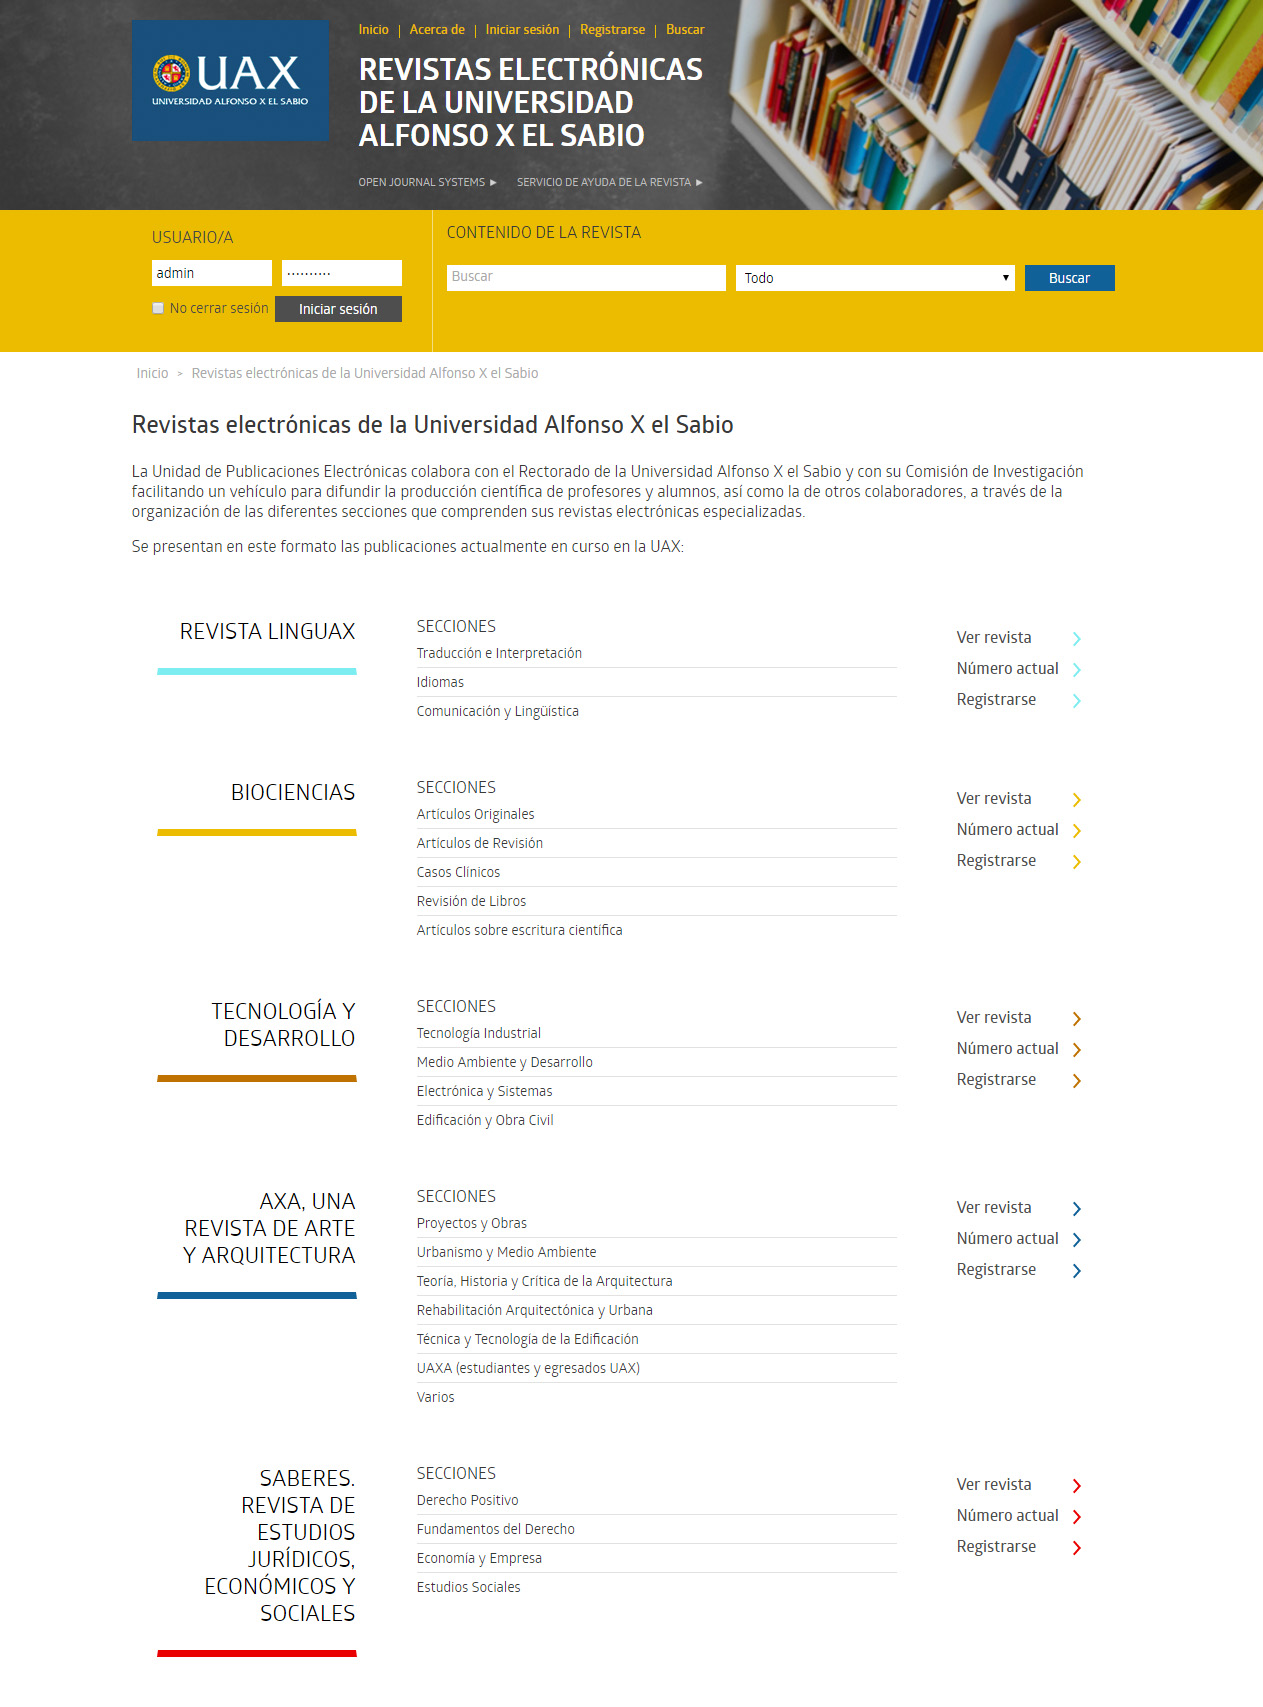 UAX
UNIVERSIDAD ALFONSO X EL SABIO
Inicio | Acerca de | Iniciar sesión | Registrarse | Buscar
REVISTAS ELECTRÓNICAS
DE LA UNIVERSIDAD
ALFONSO X EL SABIO
OPEN JOURNAL SYSTEMS ► SERVICIO DE AYUDA DE LA REVISTA ►
USUARIO/A
admin ··········
No cerrar sesión Iniciar sesión
CONTENIDO DE LA REVISTA
Buscar Todo ▼ Buscar
Inicio > Revistas electrónicas de la Universidad Alfonso X el Sabio
Revistas electrónicas de la Universidad Alfonso X el Sabio
La Unidad de Publicaciones Electrónicas colabora con el Rectorado de la Universidad Alfonso X el Sabio y con su Comisión de Investigación
facilitando un vehículo para difundir la producción científica de profesores y alumnos, así como la de otros colaboradores, a través de la
organización de las diferentes secciones que comprenden sus revistas electrónicas especializadas.
Se presentan en este formato las publicaciones actualmente en curso en la UAX:
REVISTA LINGUAX
SECCIONES
Traducción e Interpretación
Idiomas
Comunicación y Lingüística
Ver revista
Número actual
Registrarse
BIOCIENCIAS
SECCIONES
Artículos Originales
Artículos de Revisión
Casos Clínicos
Revisión de Libros
Artículos sobre escritura científica
Ver revista
Número actual
Registrarse
TECNOLOGÍA Y
DESARROLLO
SECCIONES
Tecnología Industrial
Medio Ambiente y Desarrollo
Electrónica y Sistemas
Edificación y Obra Civil
Ver revista
Número actual
Registrarse
AXA, UNA
REVISTA DE ARTE
Y ARQUITECTURA
SECCIONES
Proyectos y Obras
Urbanismo y Medio Ambiente
Teoría, Historia y Crítica de la Arquitectura
Rehabilitación Arquitectónica y Urbana
Técnica y Tecnología de la Edificación
UAXA (estudiantes y egresados UAX)
Varios
Ver revista
Número actual
Registrarse
SABERES.
REVISTA DE
ESTUDIOS
JURÍDICOS,
ECONÓMICOS Y
SOCIALES
SECCIONES
Derecho Positivo
Fundamentos del Derecho
Economía y Empresa
Estudios Sociales
Ver revista
Número actual
Registrarse